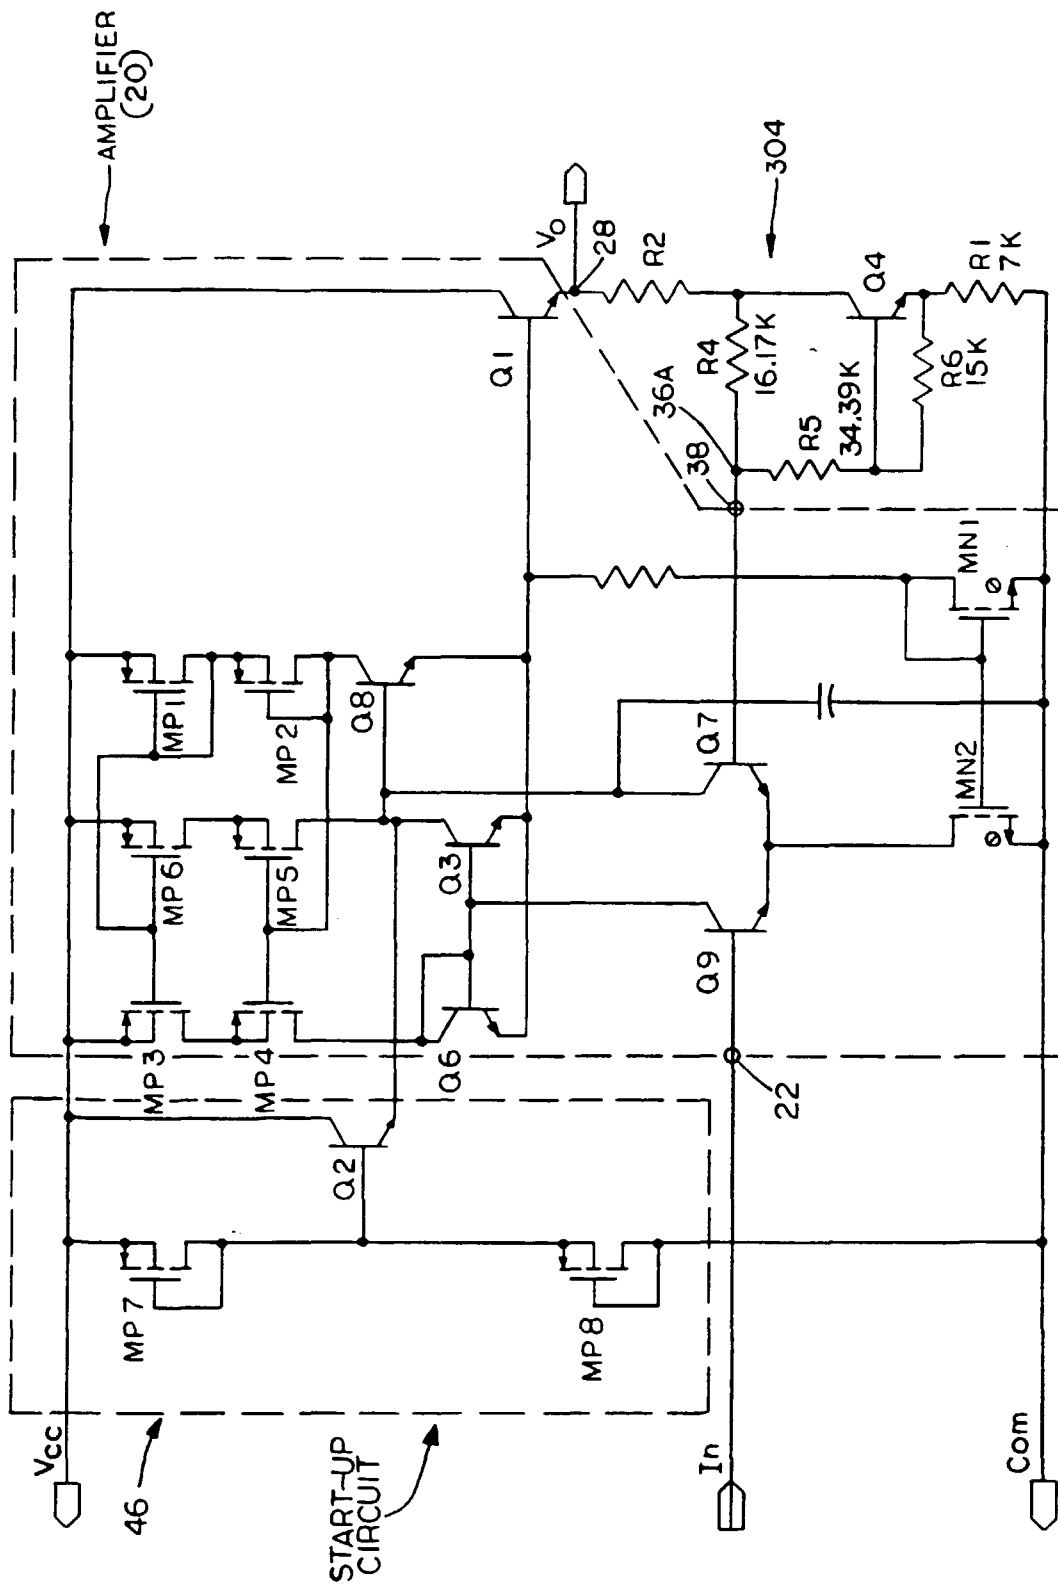 AMPLIFIER
(20)
Vcc
46
START-UP
CIRCUIT
MP7
MP8
Q2
MP3
MP4
MP6
MP5
MP1
MP2
Q8
Q6
Q3
Q1
Vo
28
R2
304
R4
16.17K
36A
38
R5
34.39K
Q4
R6
15K
R1
7K
Q9
Q7
22
MN2
MN1
In
Com